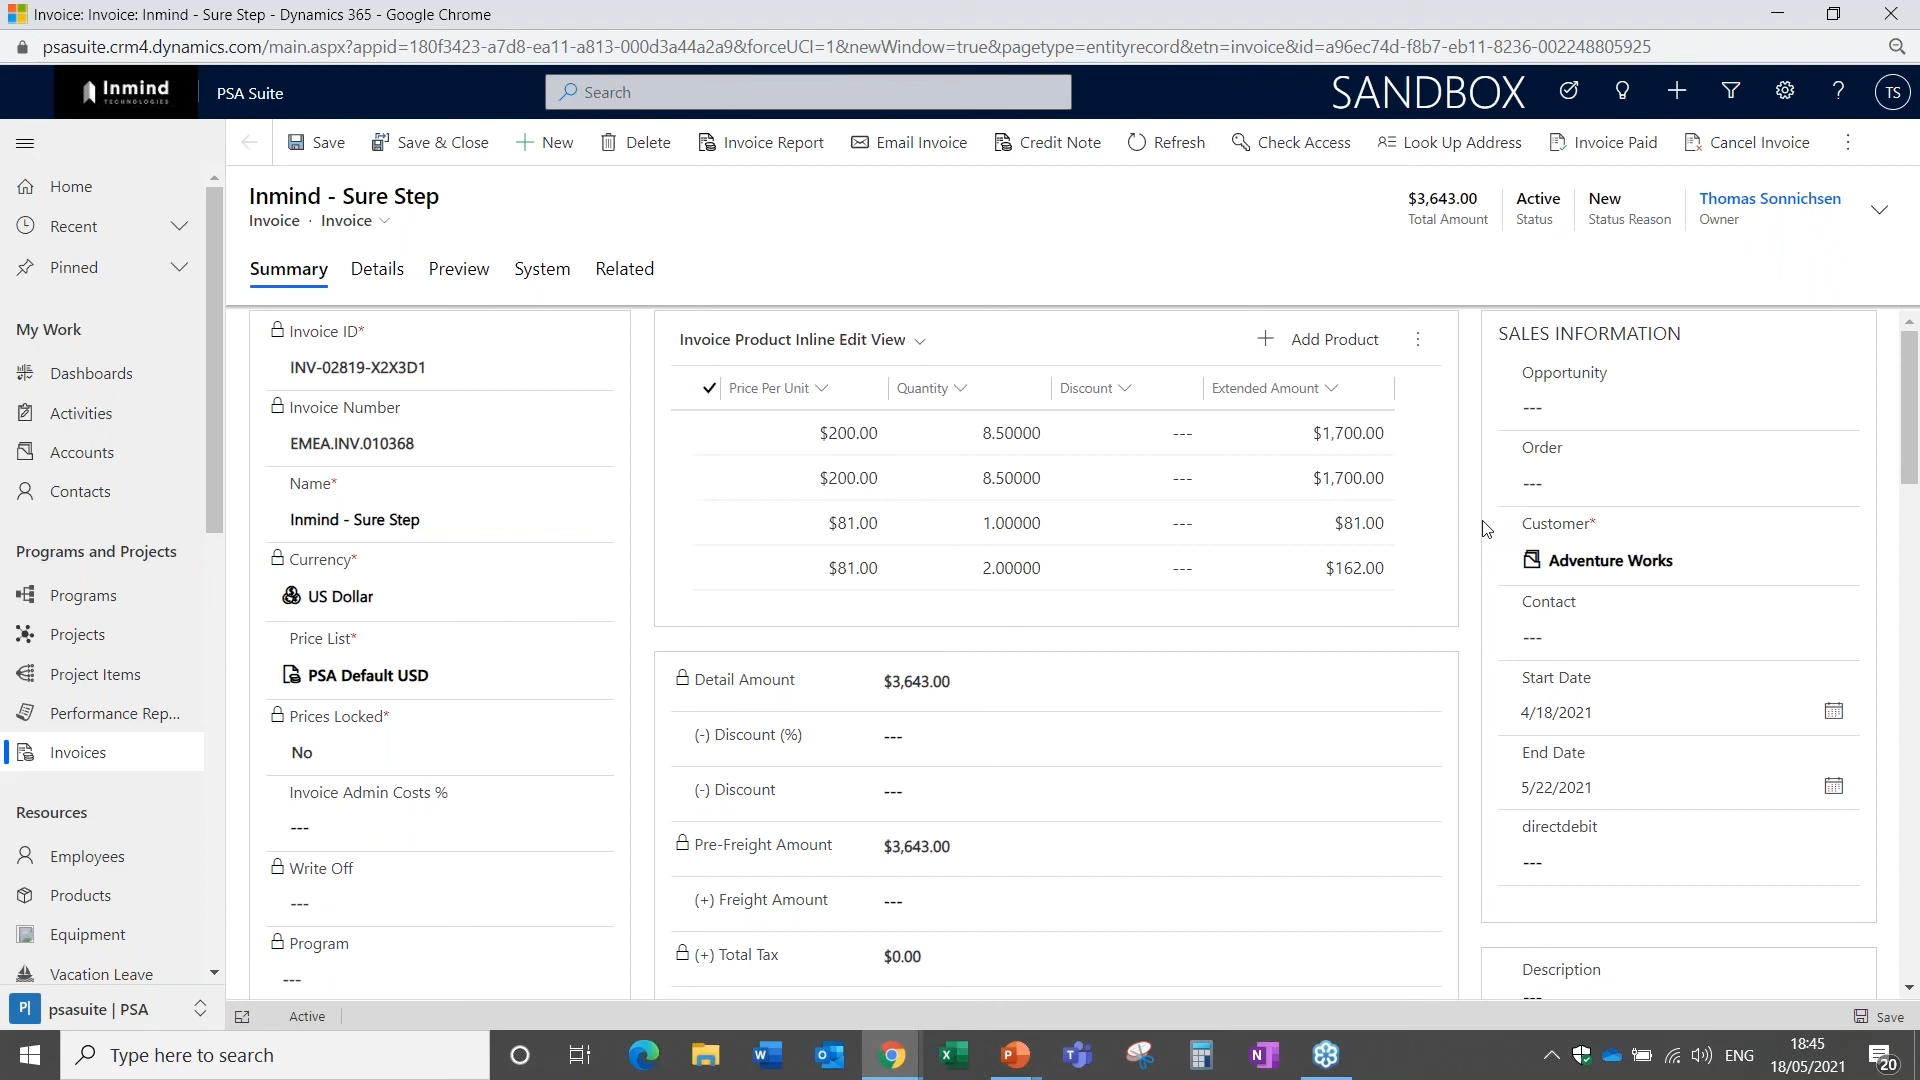 Invoice: Invoice: Inmind - Sure Step - Dynamics 365 - Google Chrome
psasuite.crm4.dynamics.com/main.aspx?appid=180f3423-a7d8-ea11-a813-000d3a44a2a9&forceUCI=1&newWindow=true&pagetype=entityrecord&etn=invoice&id=a96ec74d-f8b7-eb11-8236-002248805925
Inmind TECHNOLOGIES PSA Suite Search SANDBOX TS
Save Save & Close New Delete Invoice Report Email Invoice Credit Note Refresh Check Access Look Up Address Invoice Paid Cancel Invoice
Home
Recent
Pinned
My Work
Dashboards
Activities
Accounts
Contacts
Programs and Projects
Programs
Projects
Project Items
Performance Rep...
Invoices
Resources
Employees
Products
Equipment
Vacation Leave
P| psasuite | PSA
Inmind - Sure Step
Invoice · Invoice
$3,643.00 Active New Thomas Sonnichsen
Total Amount Status Status Reason Owner
Summary Details Preview System Related
Invoice ID*
INV-02819-X2X3D1
Invoice Number
EMEA.INV.010368
Name*
Inmind - Sure Step
Currency*
US Dollar
Price List*
PSA Default USD
Prices Locked*
No
Invoice Admin Costs %
---
Write Off
---
Program
---
Invoice Product Inline Edit View Add Product
Price Per Unit Quantity Discount Extended Amount
$200.00 8.50000 --- $1,700.00
$200.00 8.50000 --- $1,700.00
$81.00 1.00000 --- $81.00
$81.00 2.00000 --- $162.00
Detail Amount $3,643.00
(-) Discount (%) ---
(-) Discount ---
Pre-Freight Amount $3,643.00
(+) Freight Amount ---
(+) Total Tax $0.00
SALES INFORMATION
Opportunity
---
Order
---
Customer*
Adventure Works
Contact
---
Start Date
4/18/2021
End Date
5/22/2021
directdebit
---
Description
---
Active Save
Type here to search ENG 18:45
18/05/2021 20